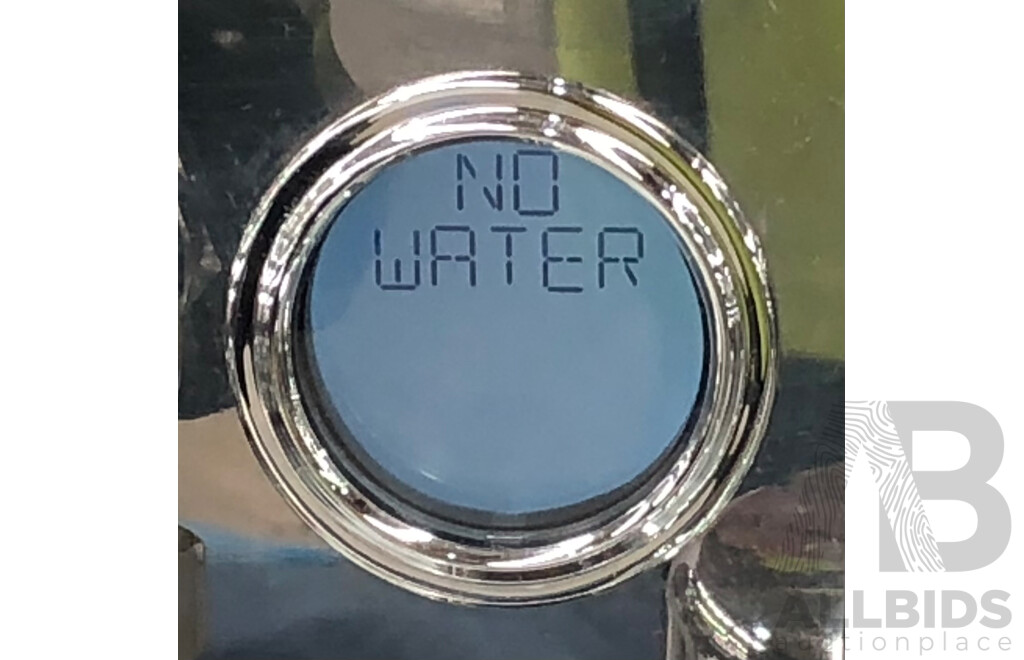 NO
WATER
B
ALLBIDS
auctionplace